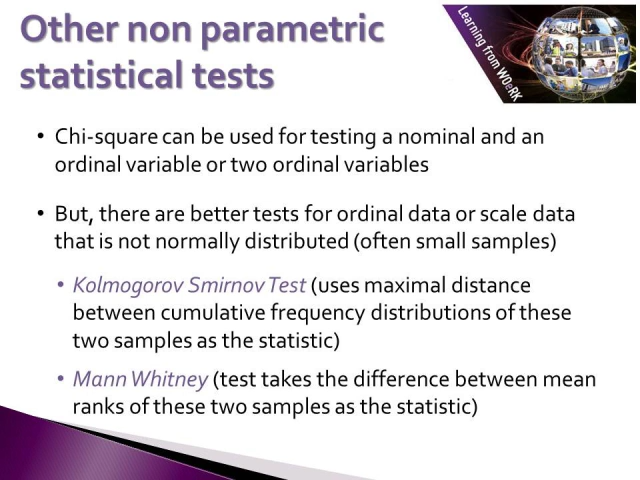 Other non parametric
statistical tests
Learning from WOeRK
• Chi-square can be used for testing a nominal and an
ordinal variable or two ordinal variables
• But, there are better tests for ordinal data or scale data
that is not normally distributed (often small samples)
• Kolmogorov Smirnov Test (uses maximal distance
between cumulative frequency distributions of these
two samples as the statistic)
• Mann Whitney (test takes the difference between mean
ranks of these two samples as the statistic)